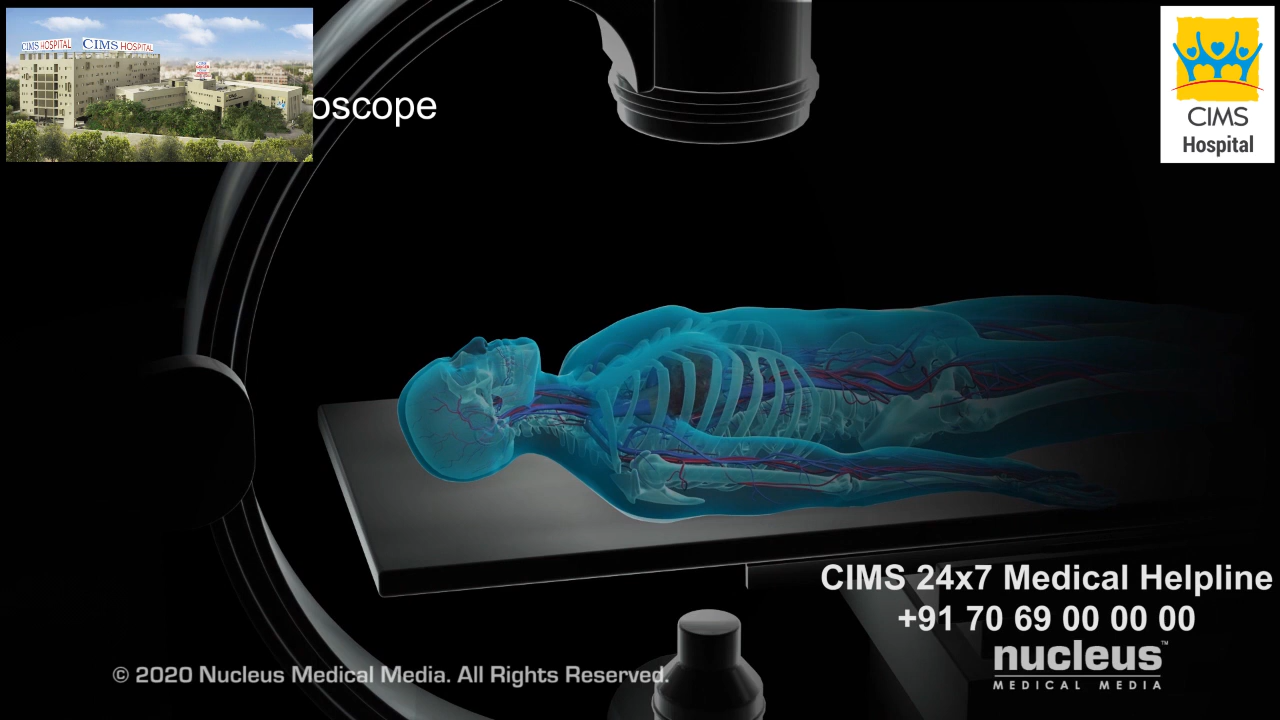 CIMS HOSPITAL CIMS HOSPITAL
oscope
CIMS
Hospital
CIMS 24x7 Medical Helpline
+91 70 69 00 00 00
nucleus™
MEDICAL MEDIA
© 2020 Nucleus Medical Media. All Rights Reserved.